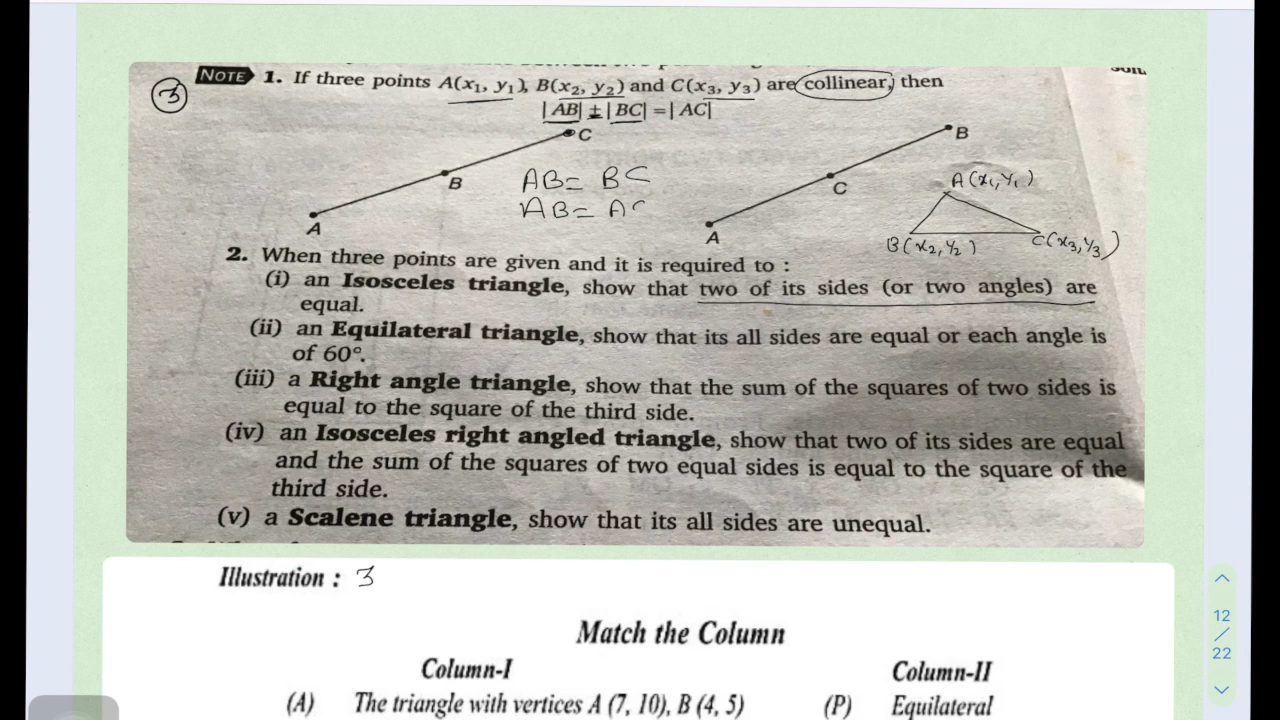 3
NOTE 1. If three points A(x₁, y₁), B(x₂, y₂) and C(x₃, y₃) are collinear, then
| AB| ± | BC| = | AC|
C
B
A
AB = BC
AB = AC
B
C
A
A(x₁, y₁)
B(x₂, y₂)
C(x₃, y₃)
2. When three points are given and it is required to :
(i) an Isosceles triangle, show that two of its sides (or two angles) are
equal.
(ii) an Equilateral triangle, show that its all sides are equal or each angle is
of 60°.
(iii) a Right angle triangle, show that the sum of the squares of two sides is
equal to the square of the third side.
(iv) an Isosceles right angled triangle, show that two of its sides are equal
and the sum of the squares of two equal sides is equal to the square of the
third side.
(v) a Scalene triangle, show that its all sides are unequal.
Illustration : 3
Match the Column
Column-I Column-II
(A) The triangle with vertices A (7, 10), B (4, 5) (P) Equilateral
12
/
22